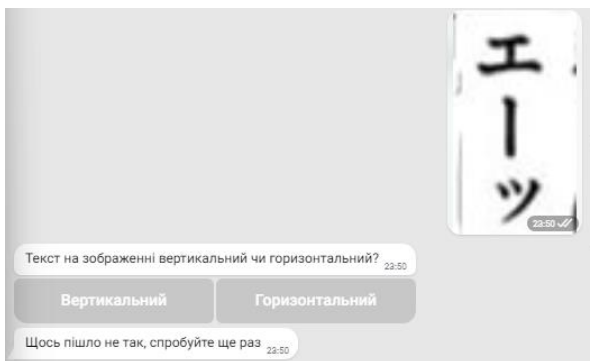 エーッ
23:50
Текст на зображенні вертикальний чи горизонтальний? 23:50
Вертикальний Горизонтальний
Щось пішло не так, спробуйте ще раз 23:50